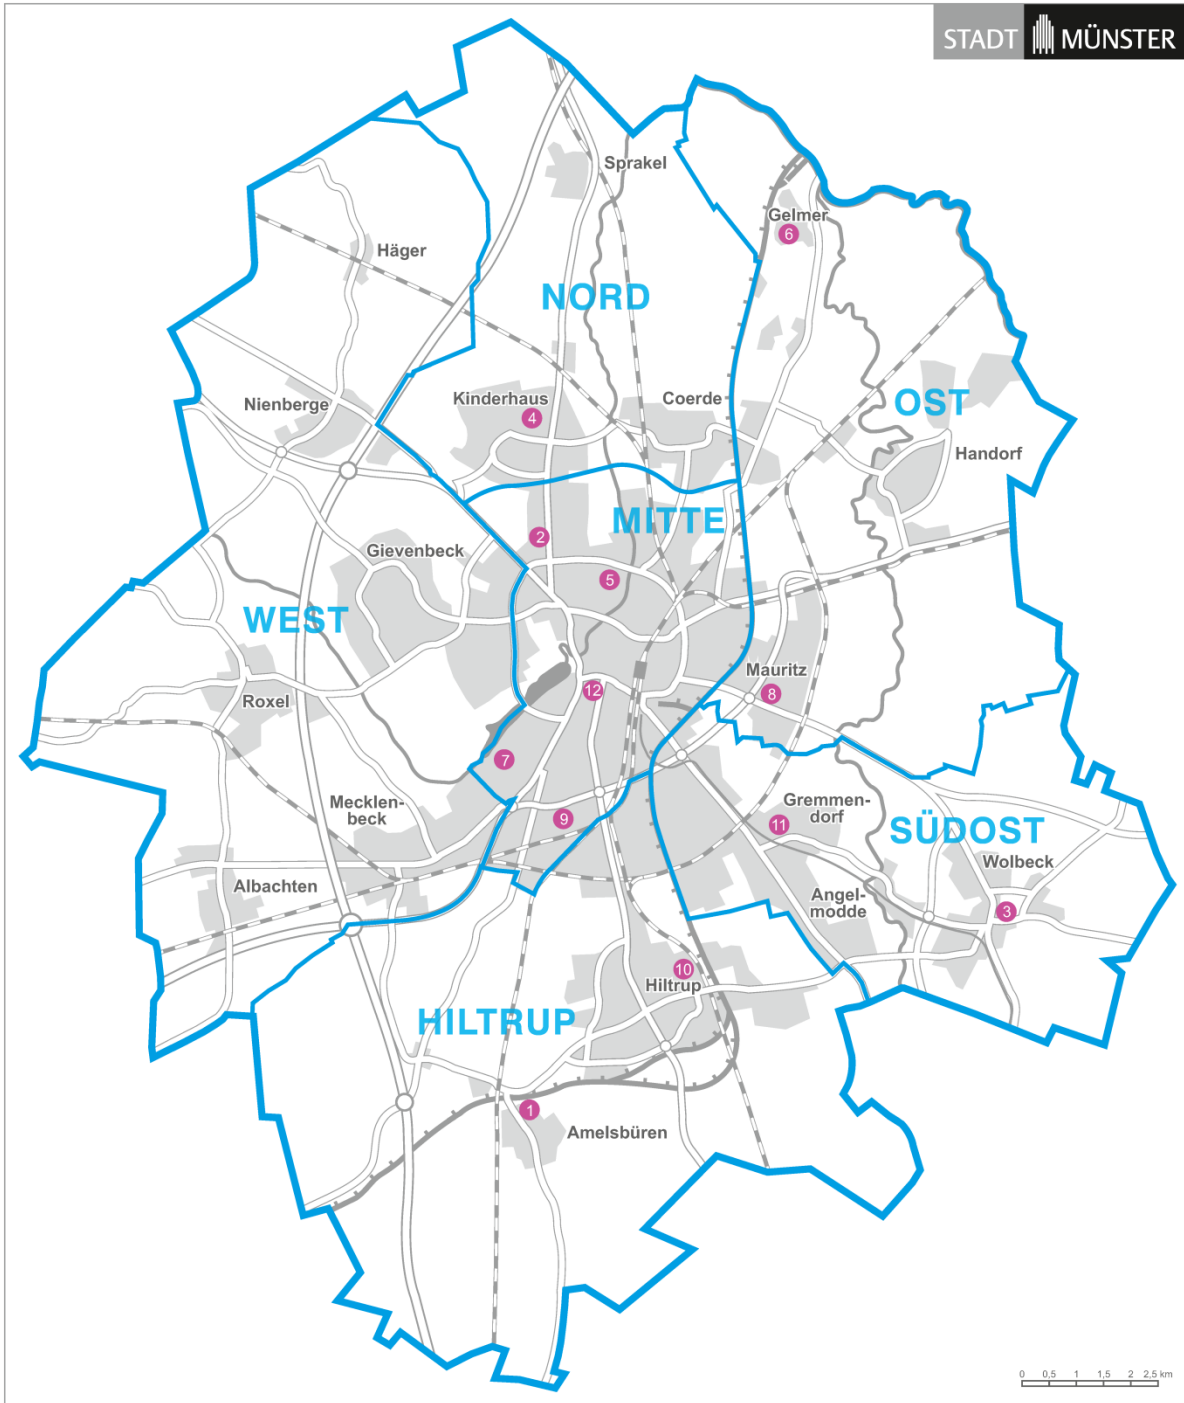 STADT MÜNSTER
Sprakel
Gelmer
6
Häger
NORD
Kinderhaus
4
Coerde
OST
Nienberge
Handorf
MITTE
2
Gievenbeck
5
WEST
Mauritz
8
12
Roxel
7
Mecklen-
beck
9
Gremmen-
dorf
11
SÜDOST
Wolbeck
Albachten
Angel-
modde
3
10
Hiltrup
HILTRUP
1
Amelsbüren
0 0,5 1 1,5 2 2,5 km